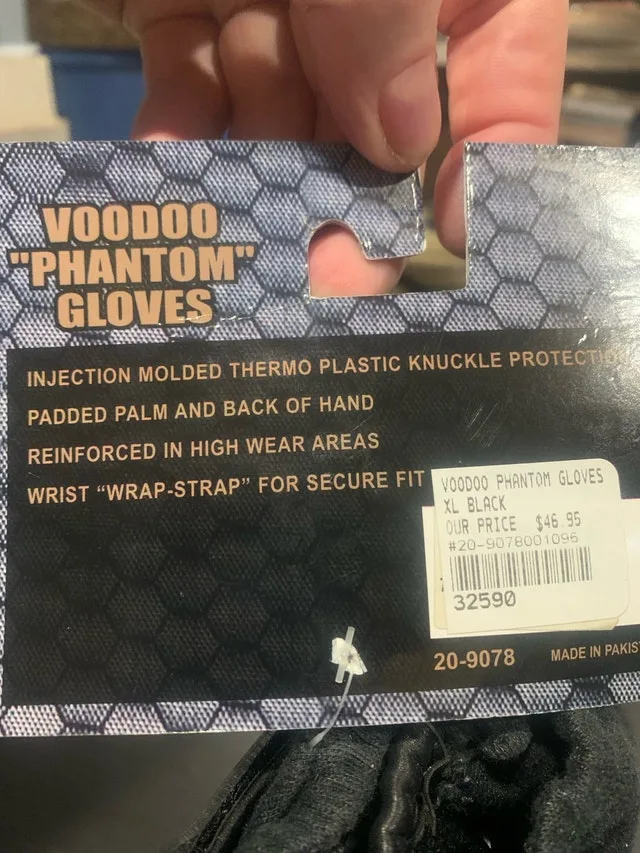 VOODOO
"PHANTOM"
GLOVES
INJECTION MOLDED THERMO PLASTIC KNUCKLE PROTECTIO
PADDED PALM AND BACK OF HAND
REINFORCED IN HIGH WEAR AREAS
WRIST “WRAP-STRAP” FOR SECURE FIT
VOODOO PHANTOM GLOVES
XL BLACK
OUR PRICE $46.95
#20-9078001096
32590
20-9078 MADE IN PAKIS